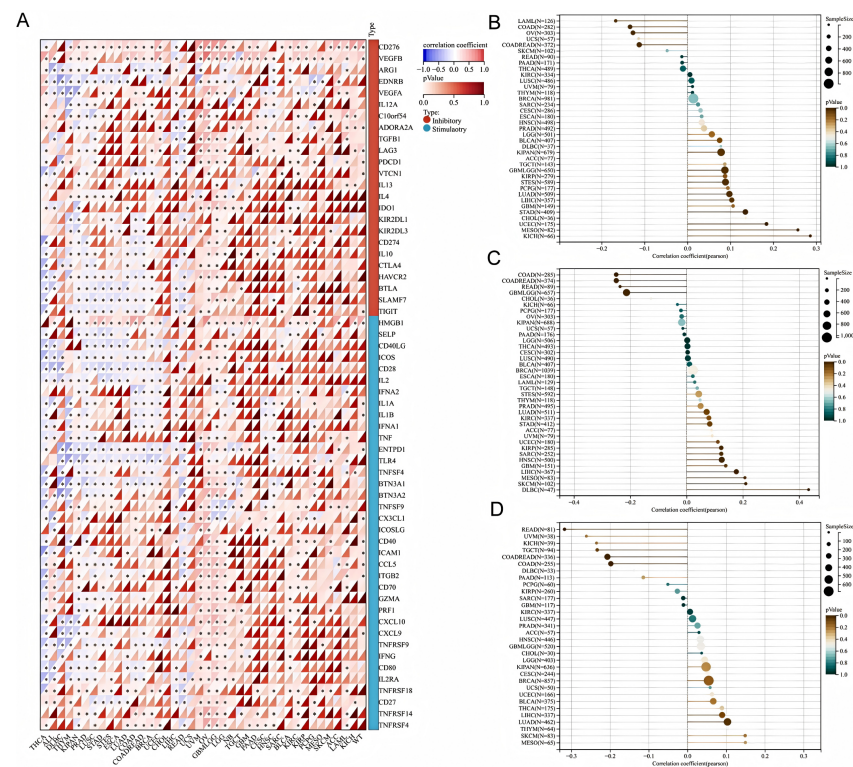 A
Type
CD276
VEGFB
ARG1
EDNRB
VEGFA
IL12A
C10orf54
ADORA2A
TGFB1
LAG3
PDCD1
VTCN1
IL13
IL4
IDO1
KIR2DL1
KIR2DL3
CD274
IL10
CTLA4
HAVCR2
BTLA
SLAMF7
TIGIT
HMGB1
SELP
CD40LG
ICOS
CD28
IL2
IFNA2
IL1A
IL1B
IFNA1
TNF
ENTPD1
TLR4
TNFSF4
BTN3A1
BTN3A2
TNFSF9
CX3CL1
ICOSLG
CD40
ICAM1
CCL5
ITGB2
CD70
GZMA
PRF1
CXCL10
CXCL9
TNFRSF9
IFNG
CD80
IL2RA
TNFRSF18
CD27
TNFRSF14
TNFRSF4
correlation coefficient
−1.0 −0.5 0.0 0.5 1.0
pValue
0.0 0.5 1.0
Type:
Inhibitory
Stimulaotry
B
LAML(N=126)
COAD(N=282)
OV(N=303)
UCS(N=57)
COADREAD(N=372)
SKCM(N=102)
READ(N=90)
PAAD(N=171)
THCA(N=489)
KIRC(N=334)
LUSC(N=486)
UVM(N=79)
THYM(N=118)
BRCA(N=981)
SARC(N=234)
CESC(N=286)
ESCA(N=180)
HNSC(N=498)
PRAD(N=492)
LGG(N=501)
BLCA(N=407)
DLBC(N=37)
KIPAN(N=679)
ACC(N=77)
TGCT(N=143)
GBMLGG(N=650)
KIRP(N=279)
STES(N=589)
PCPG(N=177)
LUAD(N=509)
LIHC(N=357)
GBM(N=149)
STAD(N=409)
CHOL(N=36)
UCEC(N=175)
MESO(N=82)
KICH(N=66)
−0.2 −0.1 0.0 0.1 0.2 0.3
Correlation coefficient(pearson)
SampleSize
200
400
600
800
pValue
0.0
0.2
0.4
0.6
0.8
1.0
C
COAD(N=285)
COADREAD(N=374)
READ(N=89)
GBMLGG(N=657)
CHOL(N=36)
KICH(N=66)
PCPG(N=177)
OV(N=303)
KIPAN(N=688)
UCS(N=57)
PAAD(N=176)
LGG(N=506)
THCA(N=493)
CESC(N=302)
LUSC(N=490)
BLCA(N=407)
BRCA(N=1039)
ESCA(N=180)
LAML(N=129)
TGCT(N=148)
STES(N=592)
THYM(N=118)
PRAD(N=495)
LUAD(N=511)
KIRC(N=337)
STAD(N=412)
ACC(N=77)
UVM(N=79)
UCEC(N=180)
KIRP(N=285)
SARC(N=252)
HNSC(N=500)
GBM(N=151)
LIHC(N=367)
MESO(N=83)
SKCM(N=102)
DLBC(N=47)
−0.4 −0.2 0.0 0.2 0.4
Correlation coefficient(pearson)
SampleSize
200
400
600
800
1,000
pValue
0.0
0.2
0.4
0.6
0.8
1.0
D
READ(N=81)
UVM(N=38)
KICH(N=39)
TGCT(N=94)
COADREAD(N=336)
COAD(N=255)
DLBC(N=33)
PAAD(N=113)
PCPG(N=60)
KIRP(N=260)
SARC(N=177)
GBM(N=117)
KIRC(N=337)
LUSC(N=447)
PRAD(N=341)
ACC(N=57)
HNSC(N=446)
GBMLGG(N=520)
CHOL(N=30)
LGG(N=403)
KIPAN(N=636)
CESC(N=244)
BRCA(N=857)
UCS(N=50)
UCEC(N=166)
BLCA(N=375)
THCA(N=175)
LIHC(N=337)
LUAD(N=462)
THYM(N=64)
SKCM(N=83)
MESO(N=65)
−0.3 −0.2 −0.1 0.0 0.1 0.2 0.3
Correlation coefficient(pearson)
SampleSize
100
200
300
400
500
600
pValue
0.0
0.2
0.4
0.6
0.8
1.0